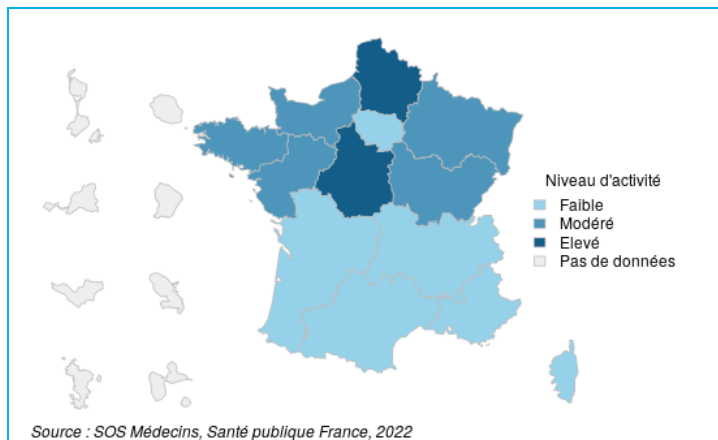 Niveau d'activité
Faible
Modéré
Elevé
Pas de données
Source : SOS Médecins, Santé publique France, 2022